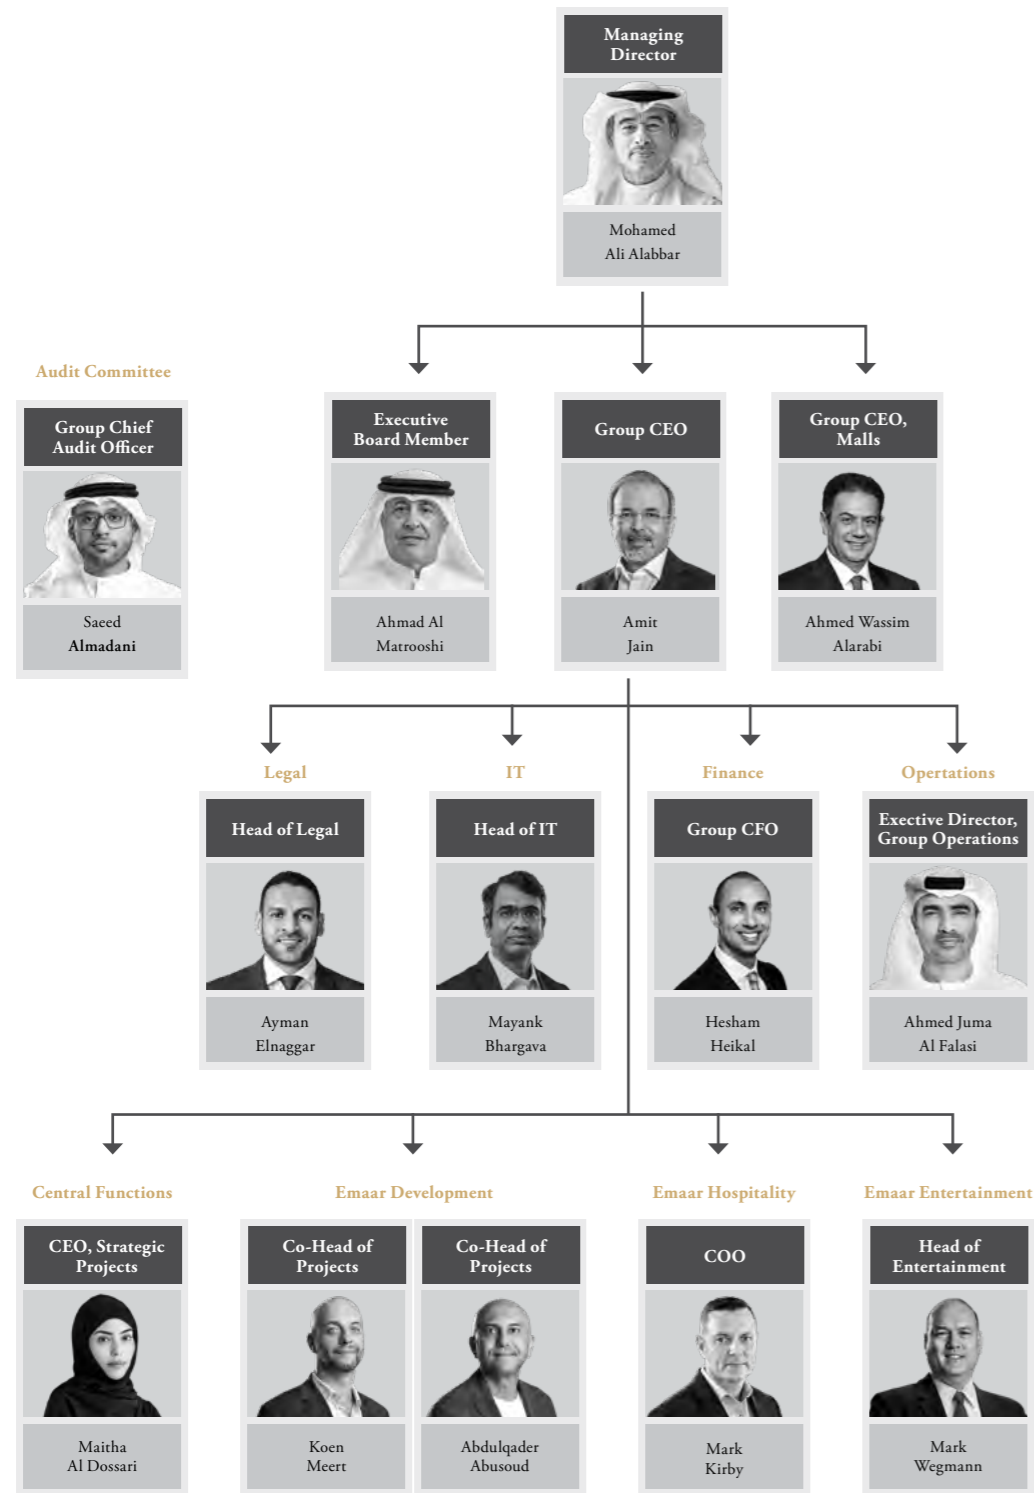 Managing
Director
Mohamed
Ali Alabbar
Audit Committee
Group Chief
Audit Officer
Saeed
Almadani
Executive
Board Member
Ahmad Al
Matrooshi
Group CEO
Amit
Jain
Group CEO,
Malls
Ahmed Wassim
Alarabi
Legal
Head of Legal
Ayman
Elnaggar
IT
Head of IT
Mayank
Bhargava
Finance
Group CFO
Hesham
Heikal
Opertations
Exective Director,
Group Operations
Ahmed Juma
Al Falasi
Central Functions
CEO, Strategic
Projects
Maitha
Al Dossari
Emaar Development
Co-Head of
Projects
Koen
Meert
Co-Head of
Projects
Abdulqader
Abusoud
Emaar Hospitality
COO
Mark
Kirby
Emaar Entertainment
Head of
Entertainment
Mark
Wegmann